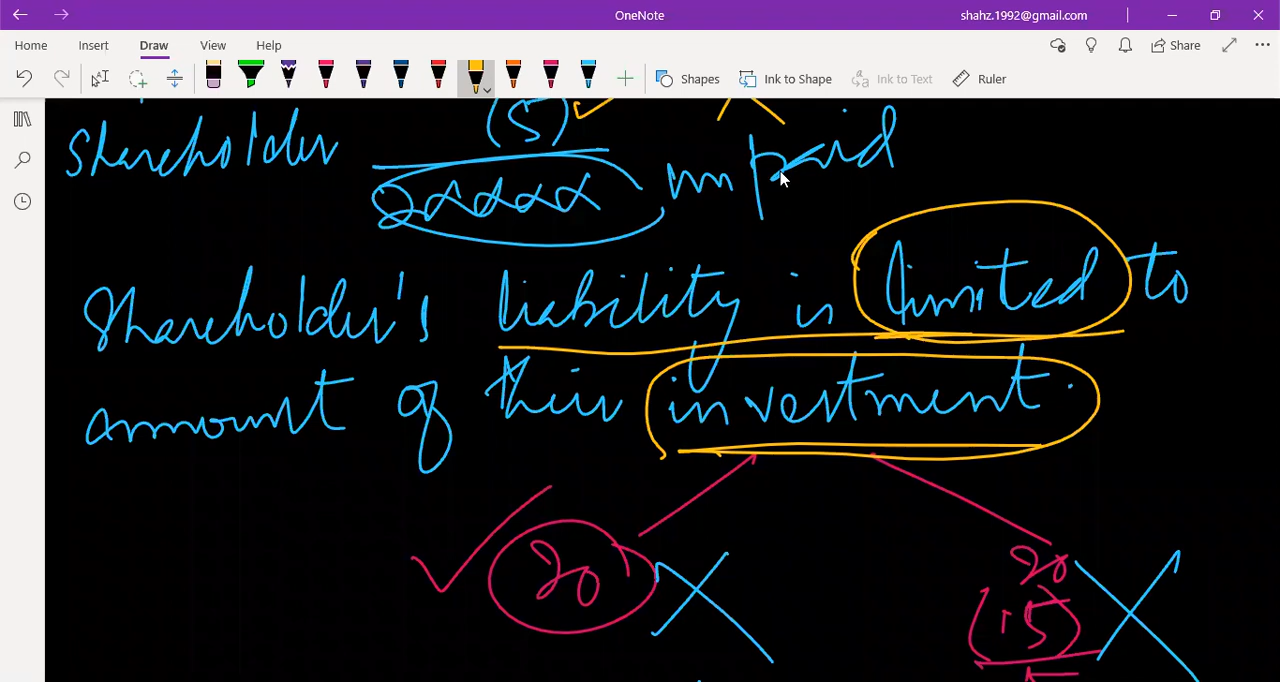 OneNote
shahz.1992@gmail.com
Home Insert Draw View Help
Share
Shapes Ink to Shape Ink to Text Ruler
(5)
Shareholder
unpaid
Shareholder's liability is limited to
amount of their investment.
20
20
(15)